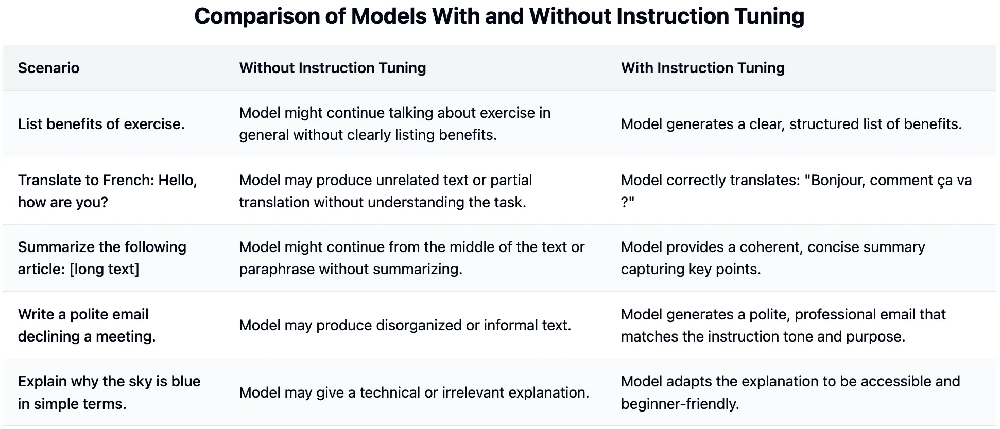 Comparison of Models With and Without Instruction Tuning
Scenario
Without Instruction Tuning
With Instruction Tuning
List benefits of exercise.
Model might continue talking about exercise in
general without clearly listing benefits.
Model generates a clear, structured list of benefits.
Translate to French: Hello,
how are you?
Model may produce unrelated text or partial
translation without understanding the task.
Model correctly translates: "Bonjour, comment ça va
?"
Summarize the following
article: [long text]
Model might continue from the middle of the text or
paraphrase without summarizing.
Model provides a coherent, concise summary
capturing key points.
Write a polite email
declining a meeting.
Model may produce disorganized or informal text.
Model generates a polite, professional email that
matches the instruction tone and purpose.
Explain why the sky is blue
in simple terms.
Model may give a technical or irrelevant explanation.
Model adapts the explanation to be accessible and
beginner-friendly.